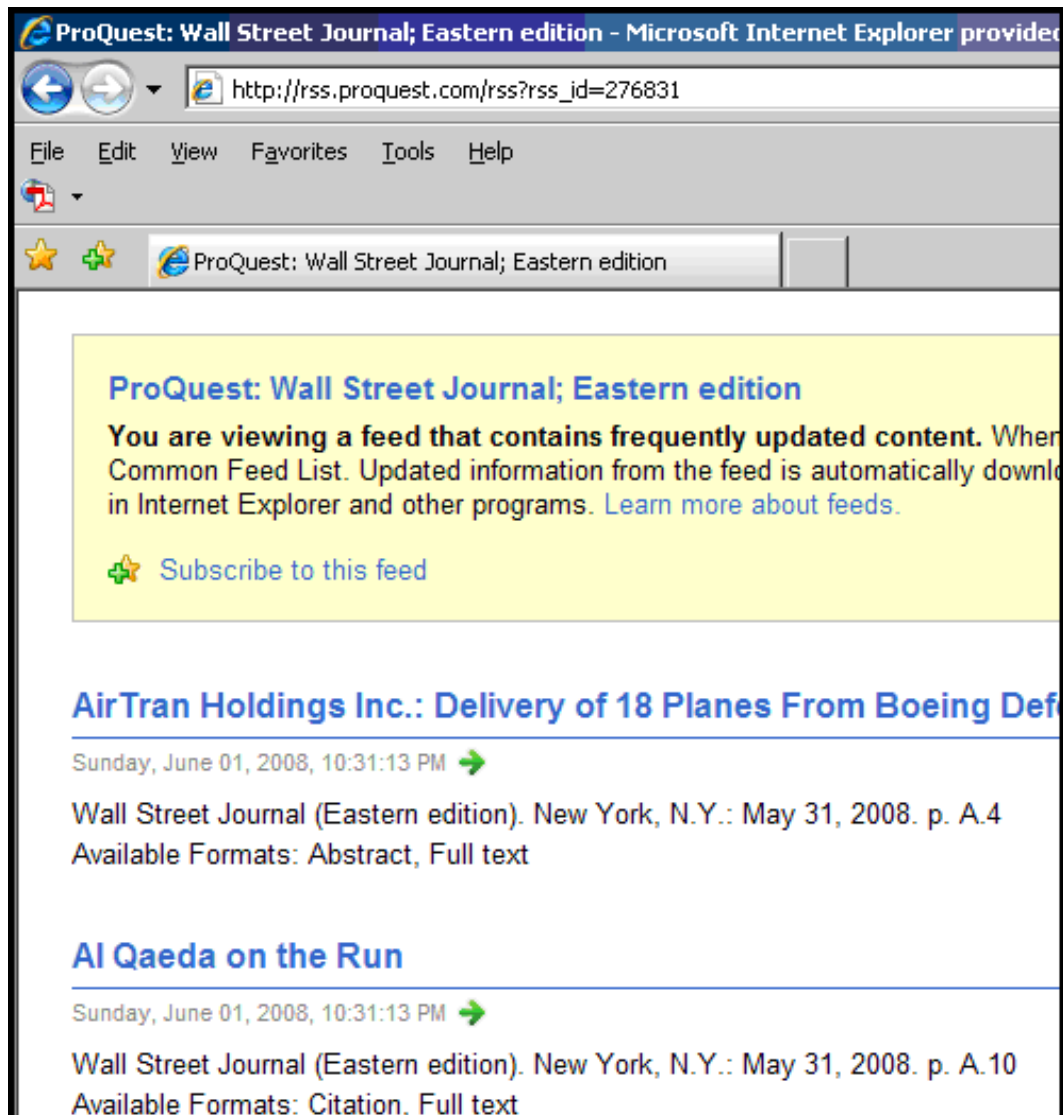 ProQuest: Wall Street Journal; Eastern edition - Microsoft Internet Explorer provided
http://rss.proquest.com/rss?rss_id=276831
File Edit View Favorites Tools Help
ProQuest: Wall Street Journal; Eastern edition
ProQuest: Wall Street Journal; Eastern edition
You are viewing a feed that contains frequently updated content. When
Common Feed List. Updated information from the feed is automatically
in Internet Explorer and other programs. Learn more about feeds.
Subscribe to this feed
AirTran Holdings Inc.: Delivery of 18 Planes From Boeing
Sunday, June 01, 2008, 10:31:13 PM
Wall Street Journal (Eastern edition). New York, N.Y.: May 31, 2008. p. A.4
Available Formats: Abstract, Full text
Al Qaeda on the Run
Sunday, June 01, 2008, 10:31:13 PM
Wall Street Journal (Eastern edition). New York, N.Y.: May 31, 2008. p. A.10
Available Formats: Citation, Full text